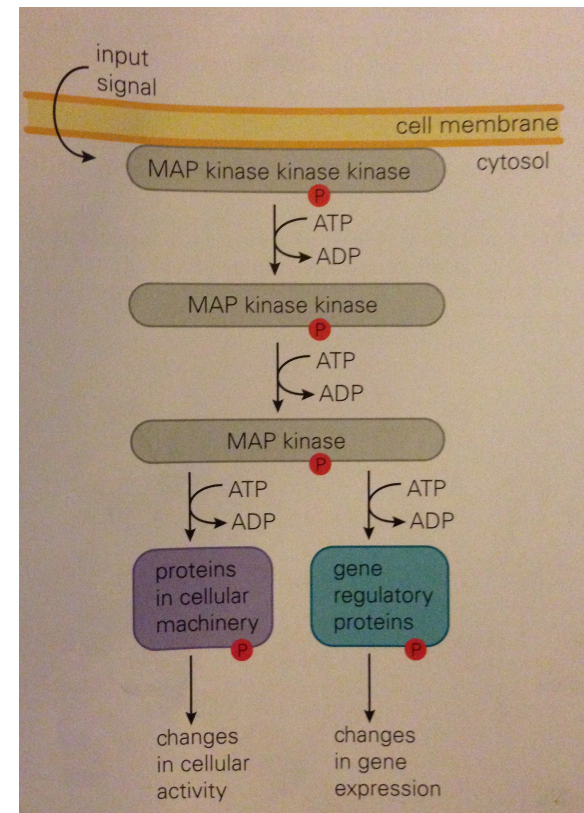 input
signal
cell membrane
cytosol
MAP kinase kinase kinase
P
ATP
ADP
MAP kinase kinase
P
ATP
ADP
MAP kinase
P
ATP
ADP
ATP
ADP
proteins
in cellular
machinery
P
gene
regulatory
proteins
P
changes
in cellular
activity
changes
in gene
expression